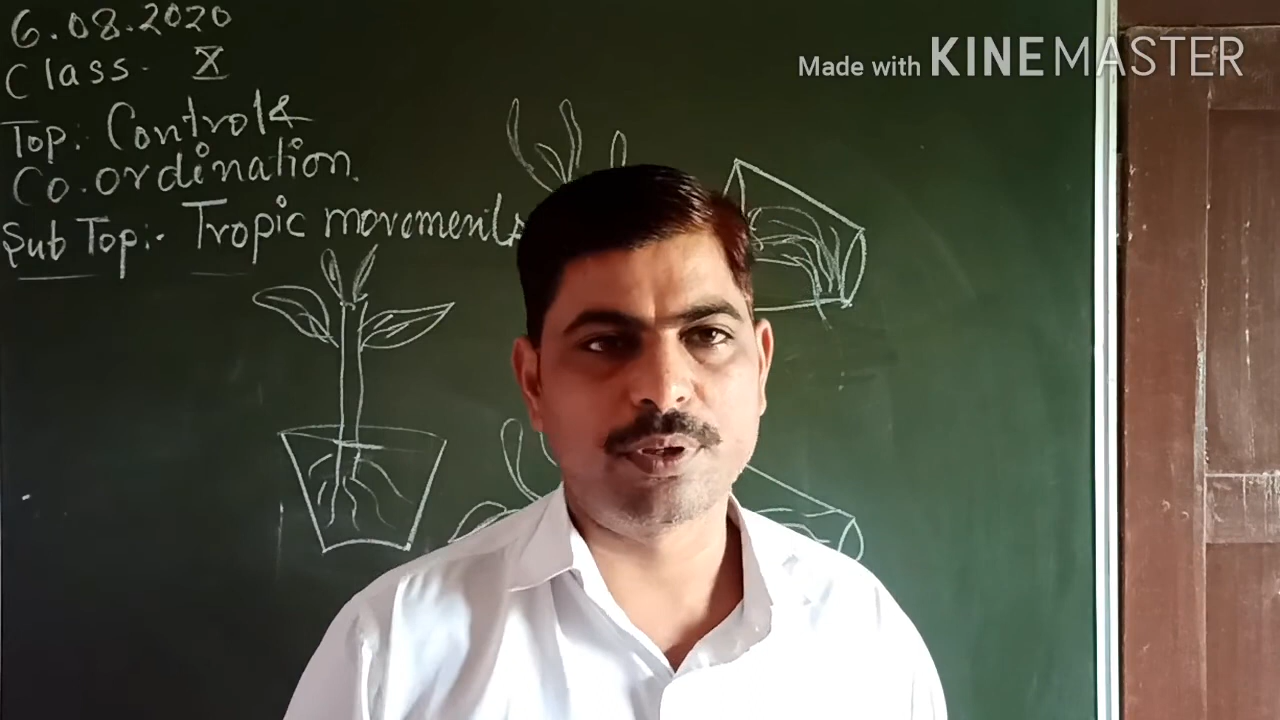 6.08.2020
Class- X
Top: Control &
Co.ordination.
Sub Top:- Tropic movements
Made with KINEMASTER